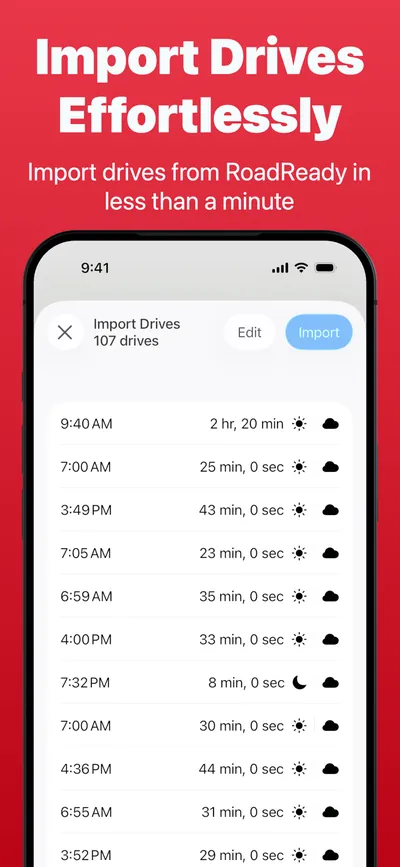 Import Drives
Effortlessly
Import drives from RoadReady in
less than a minute
9:41
Import Drives
107 drives
Edit
Import
9:40 AM 2 hr, 20 min
7:00 AM 25 min, 0 sec
3:49 PM 43 min, 0 sec
7:05 AM 23 min, 0 sec
6:59 AM 35 min, 0 sec
4:00 PM 33 min, 0 sec
7:32 PM 8 min, 0 sec
7:00 AM 30 min, 0 sec
4:36 PM 44 min, 0 sec
6:55 AM 31 min, 0 sec
3:52 PM 29 min, 0 sec